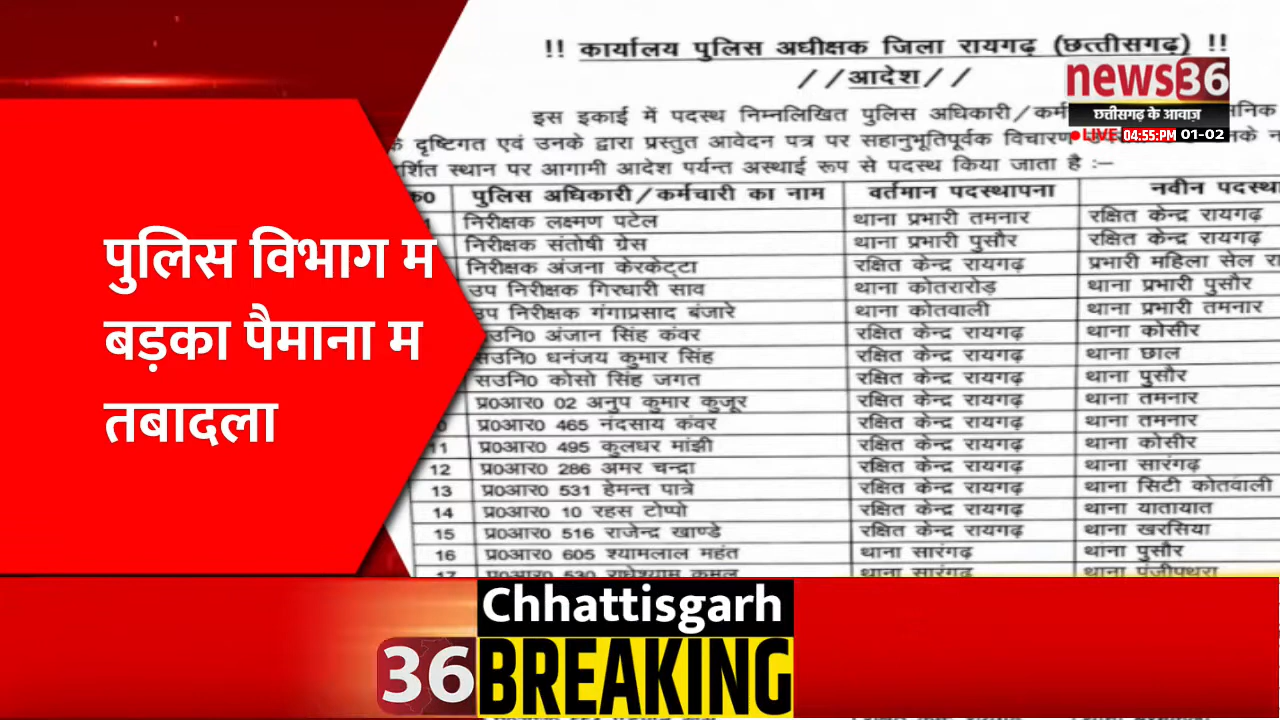 !! कार्यालय पुलिस अधीक्षक जिला रायगढ़ (छत्तीसगढ़) !!
//आदेश//
news36
छत्तीसगढ़ के आवाज़
LIVE 04:55:PM 01-02
इस इकाई में पदस्थ निम्नलिखित पुलिस अधिकारी/
दृष्टिगत एवं उनके द्वारा प्रस्तुत आवेदन पत्र पर सहानुभूतिपूर्वक विचारण
स्थान पर आगामी आदेश पर्यन्त अस्थाई रूप से पदस्थ किया जाता है :—
पुलिस अधिकारी/कर्मचारी का नाम वर्तमान पदस्थापना नवीन
निरीक्षक लक्ष्मण पटेल थाना प्रभारी तमनार रक्षित केन्द्र रायगढ़
निरीक्षक संतोषी ग्रेस थाना प्रभारी पुसौर रक्षित केन्द्र रायगढ़
निरीक्षक अंजना केरकेट्टा रक्षित केन्द्र रायगढ़ प्रभारी महिला सेल
उप निरीक्षक गिरधारी साव थाना कोतरारोड़ थाना प्रभारी पुसौर
उप निरीक्षक गंगाप्रसाद बंजारे थाना कोतवाली थाना प्रभारी तमनार
अंजान सिंह कंवर रक्षित केन्द्र रायगढ़ थाना कोसीर
सउनि0 धनंजय कुमार सिंह रक्षित केन्द्र रायगढ़ थाना छाल
सउनि0 कोसो सिंह जगत रक्षित केन्द्र रायगढ़ थाना पुसौर
प्र0आर0 02 अनुप कुमार कुजूर रक्षित केन्द्र रायगढ़ थाना तमनार
प्र0आर0 465 नंदसाय कंवर रक्षित केन्द्र रायगढ़ थाना तमनार
11 प्र0आर0 495 कुलधर मांझी रक्षित केन्द्र रायगढ़ थाना कोसीर
12 प्र0आर0 286 अमर चन्द्रा रक्षित केन्द्र रायगढ़ थाना सारंगढ़
13 प्र0आर0 531 हेमन्त पात्रे रक्षित केन्द्र रायगढ़ थाना सिटी कोतवाली
14 प्र0आर0 10 रहस टोप्पो रक्षित केन्द्र रायगढ़ थाना यातायात
15 प्र0आर0 516 राजेन्द्र खाण्डे रक्षित केन्द्र रायगढ़ थाना खरसिया
16 प्र0आर0 605 श्यामलाल महंत थाना सारंगढ़ थाना पुसौर
पुलिस विभाग म
बड़का पैमाना म
तबादला
Chhattisgarh
36 BREAKING